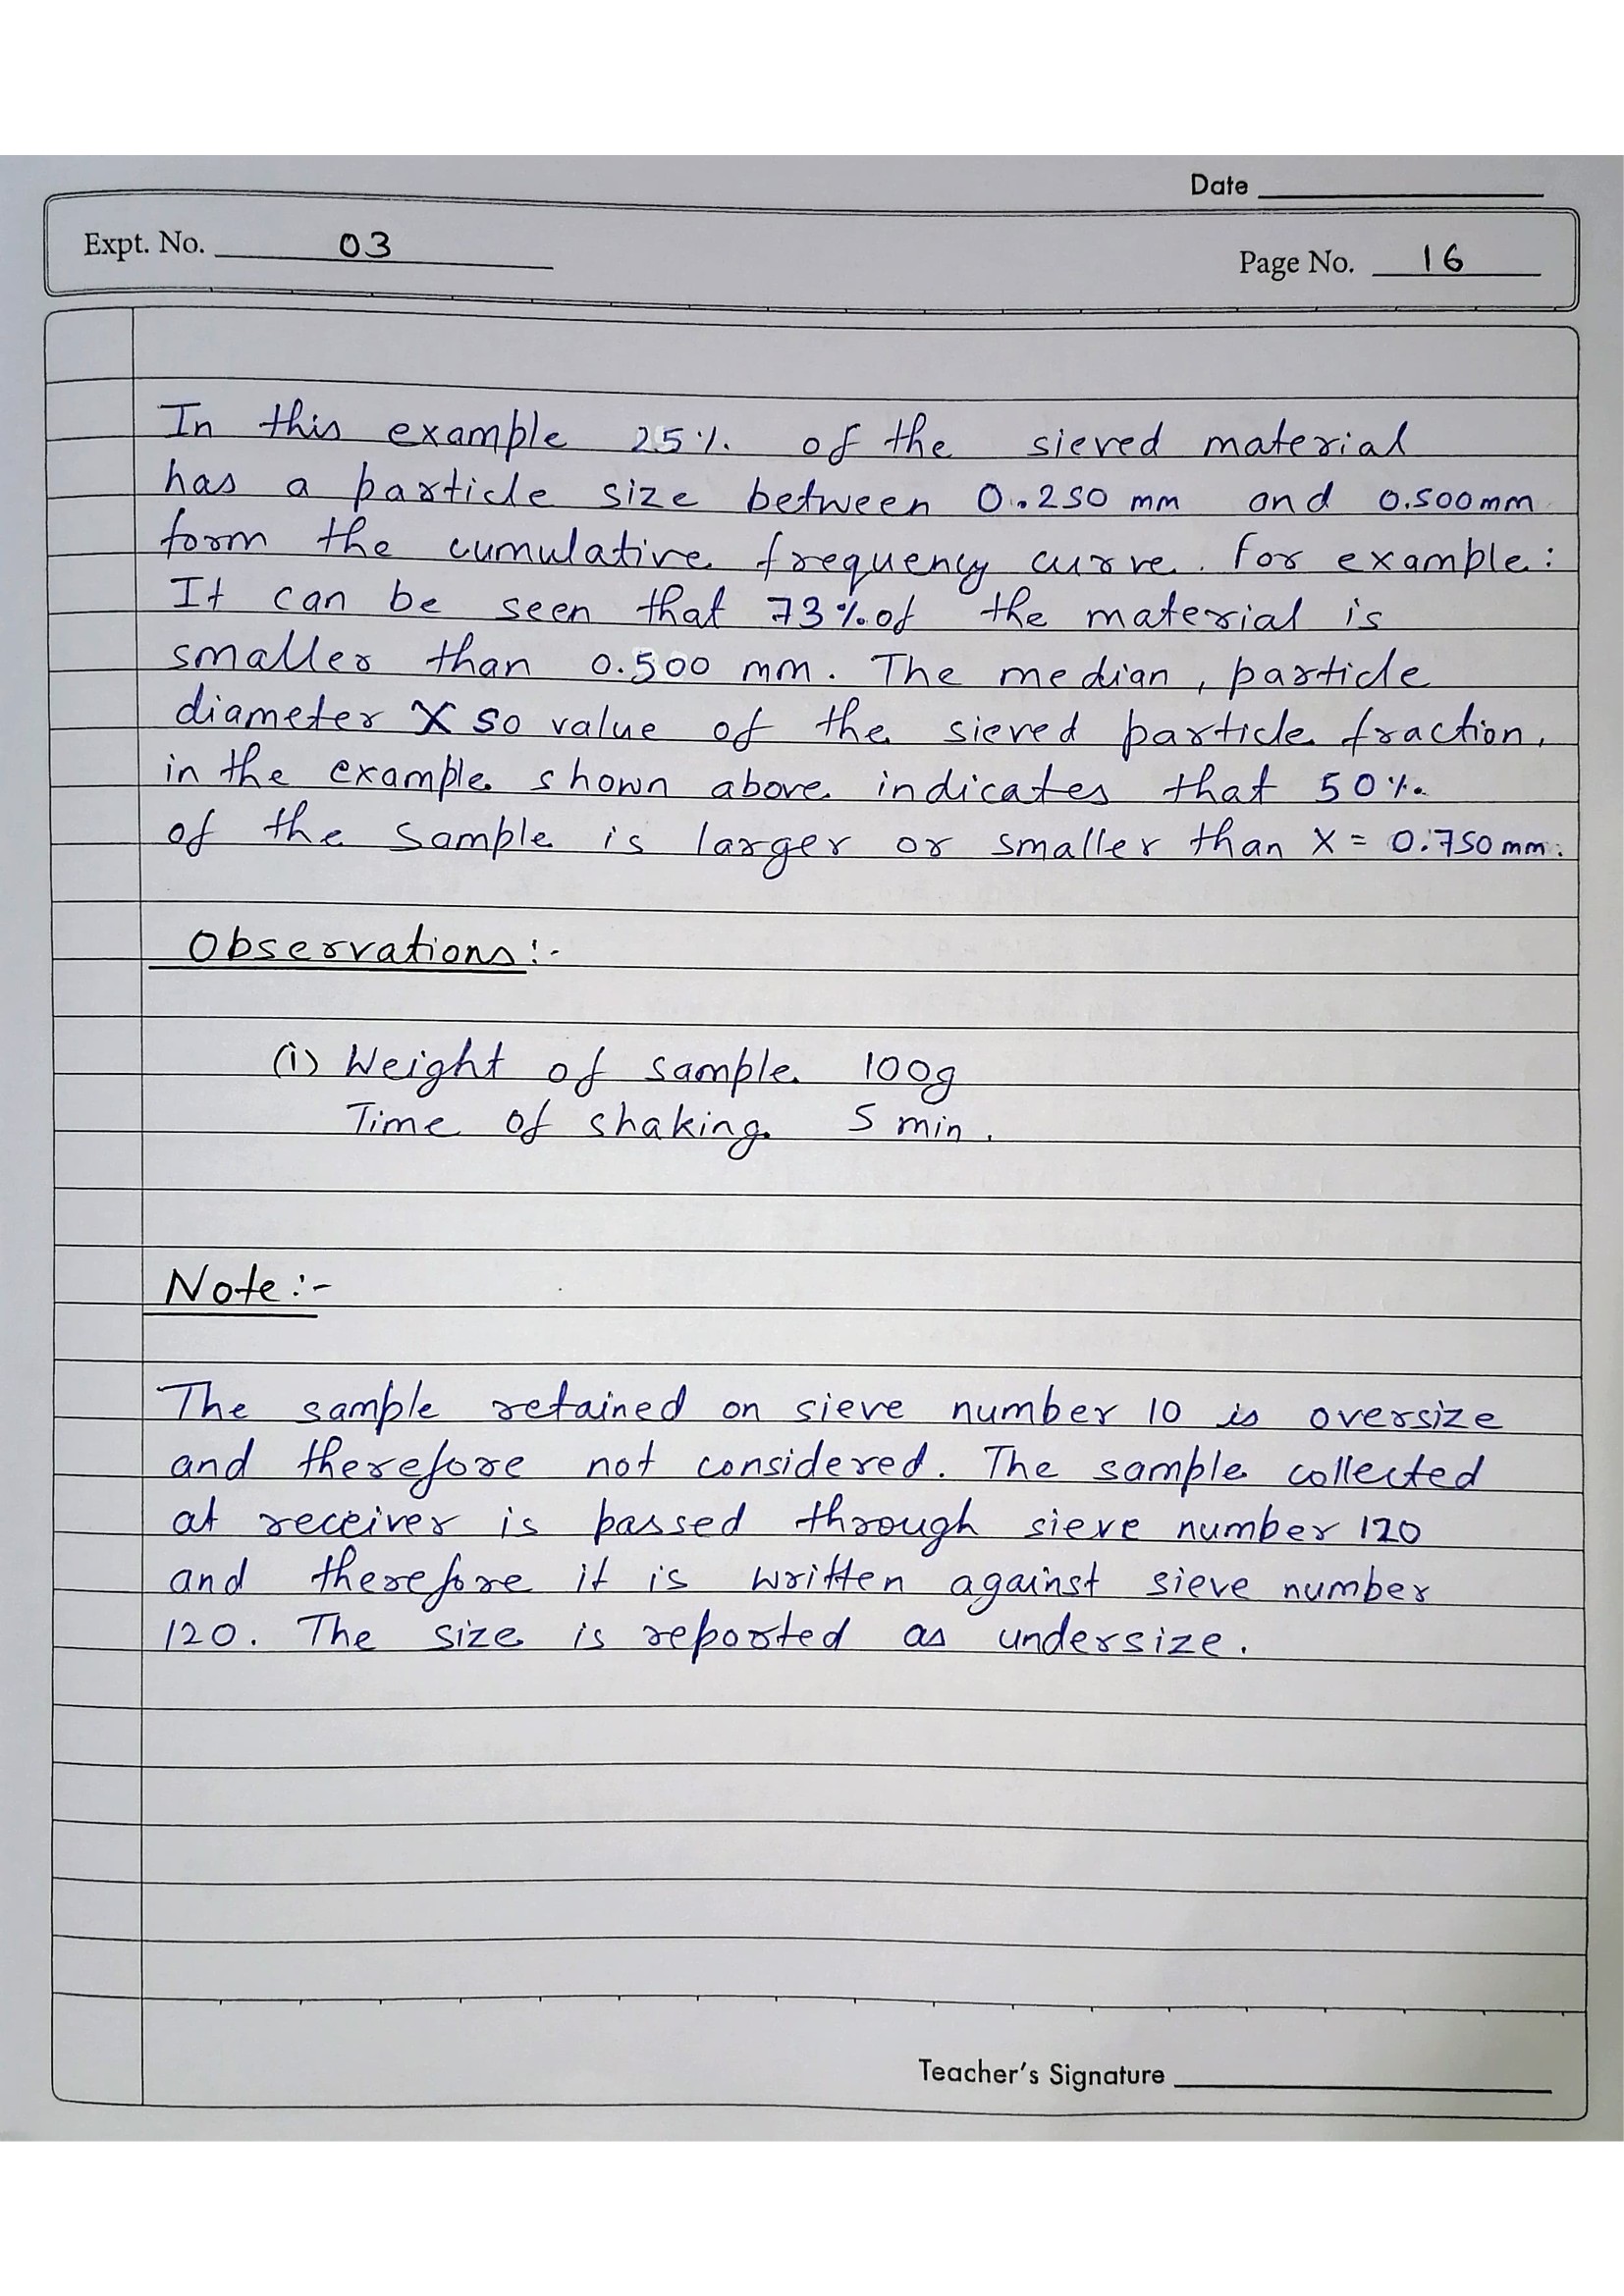 Date
Expt. No. 03
Page No. 16
In this example 25% of the sieved material
has a particle size between 0.250 mm and 0.500mm
form the cumulative frequency curve. For example:
It can be seen that 73% of the material is
smaller than 0.500 mm. The median, particle
diameter X 50 value of the sieved particle fraction,
in the example shown above indicates that 50%
of the sample is larger or smaller than X = 0.750mm.
Observations:-
(i) Weight of sample 100g
Time of shaking 5 min.
Note:-
The sample retained on sieve number 10 is oversize
and therefore not considered. The sample collected
at receiver is passed through sieve number 120
and therefore it is written against sieve number
120. The size is reported as undersize.
Teacher's Signature